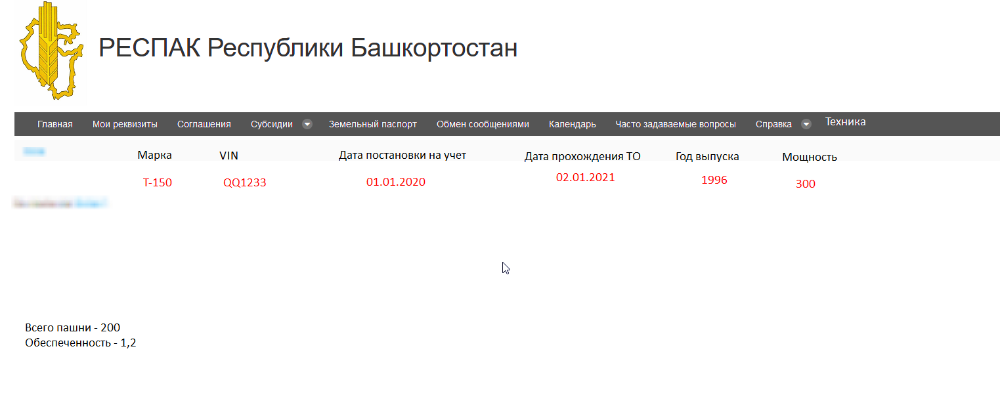 РЕСПАК Республики Башкортостан
Главная Мои реквизиты Соглашения Субсидии Земельный паспорт Обмен сообщениями Календарь Часто задаваемые вопросы Справка Техника
Марка VIN Дата постановки на учет Дата прохождения ТО Год выпуска Мощность
Т-150 QQ1233 01.01.2020 02.01.2021 1996 300
Всего пашни - 200
Обеспеченность - 1,2